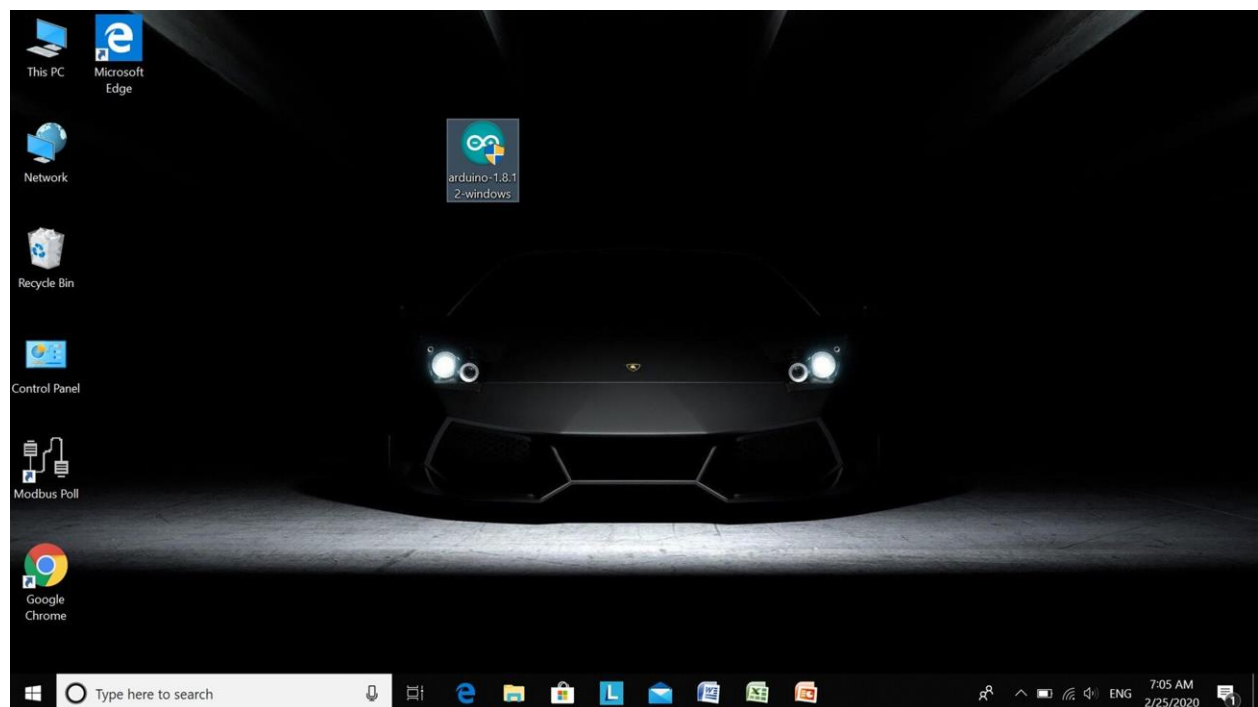 This PC
Microsoft
Edge
arduino-1.8.1
2-windows
Network
Recycle Bin
Control Panel
Modbus Poll
Google
Chrome
Type here to search
L
ENG
7:05 AM
2/25/2020
1